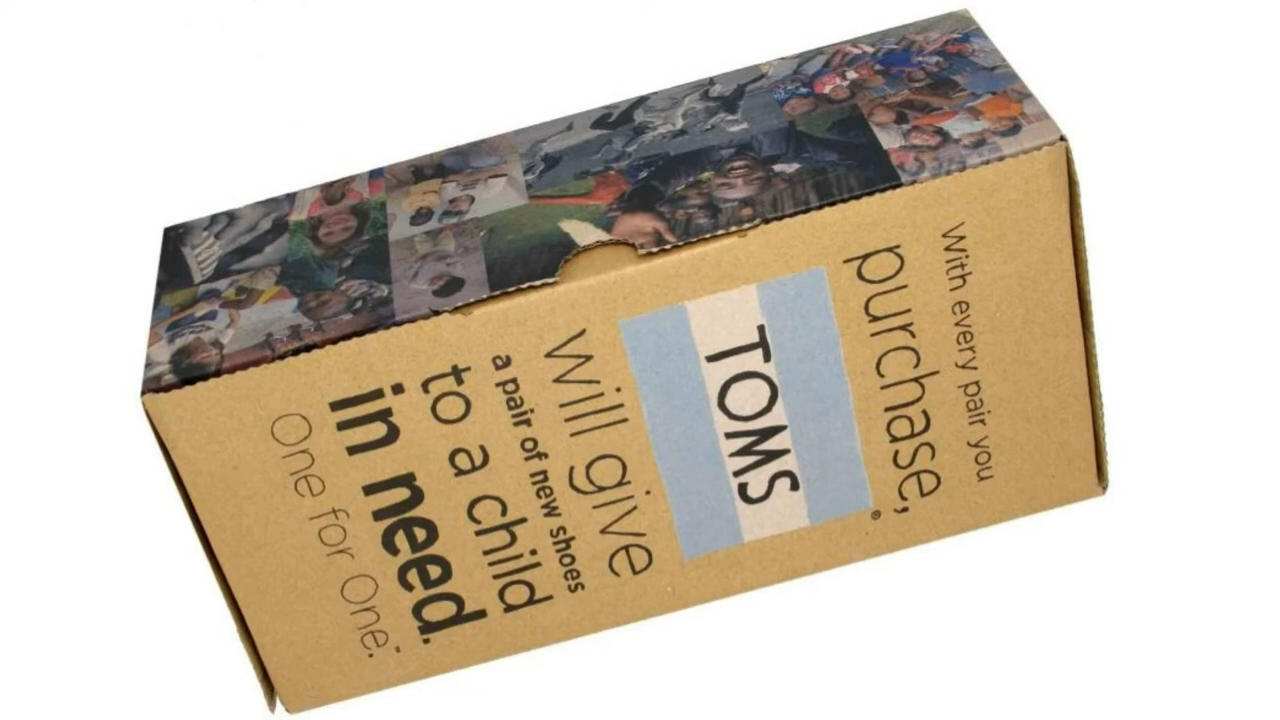 With every pair you
purchase,
TOMS
®
will give
a pair of new shoes
to a child
in need.
One for One.™